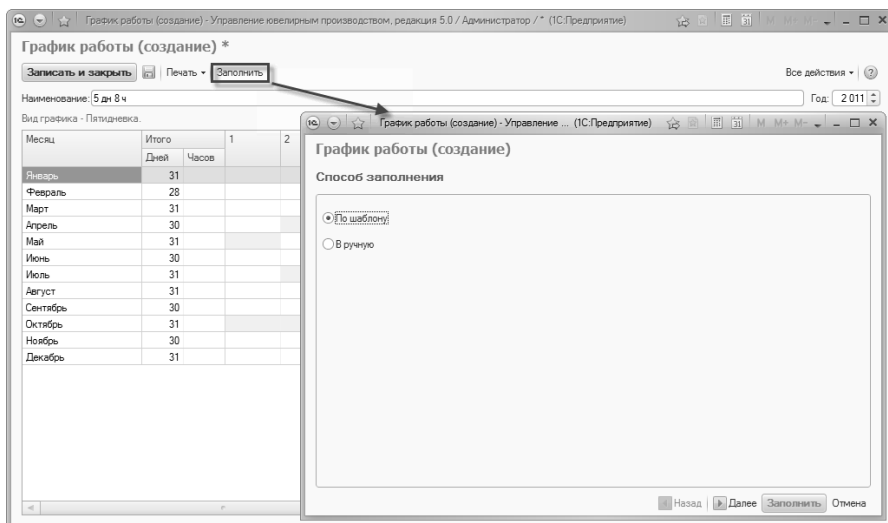 График работы (создание) - Управление ювелирным производством, редакция 5.0 / Администратор / * (1С:Предприятие) M M+ M-
График работы (создание) *
Записать и закрыть Печать Заполнить Все действия
Наименование: 5 дн 8 ч Год: 2 011
Вид графика - Пятидневка.
Месяц Итого 1 2
Дней Часов
Январь 31
Февраль 28
Март 31
Апрель 30
Май 31
Июнь 30
Июль 31
Август 31
Сентябрь 30
Октябрь 31
Ноябрь 30
Декабрь 31
График работы (создание) - Управление ... (1С:Предприятие) 31 M M+ M-
График работы (создание)
Способ заполнения
По шаблону
В ручную
Назад Далее Заполнить Отмена